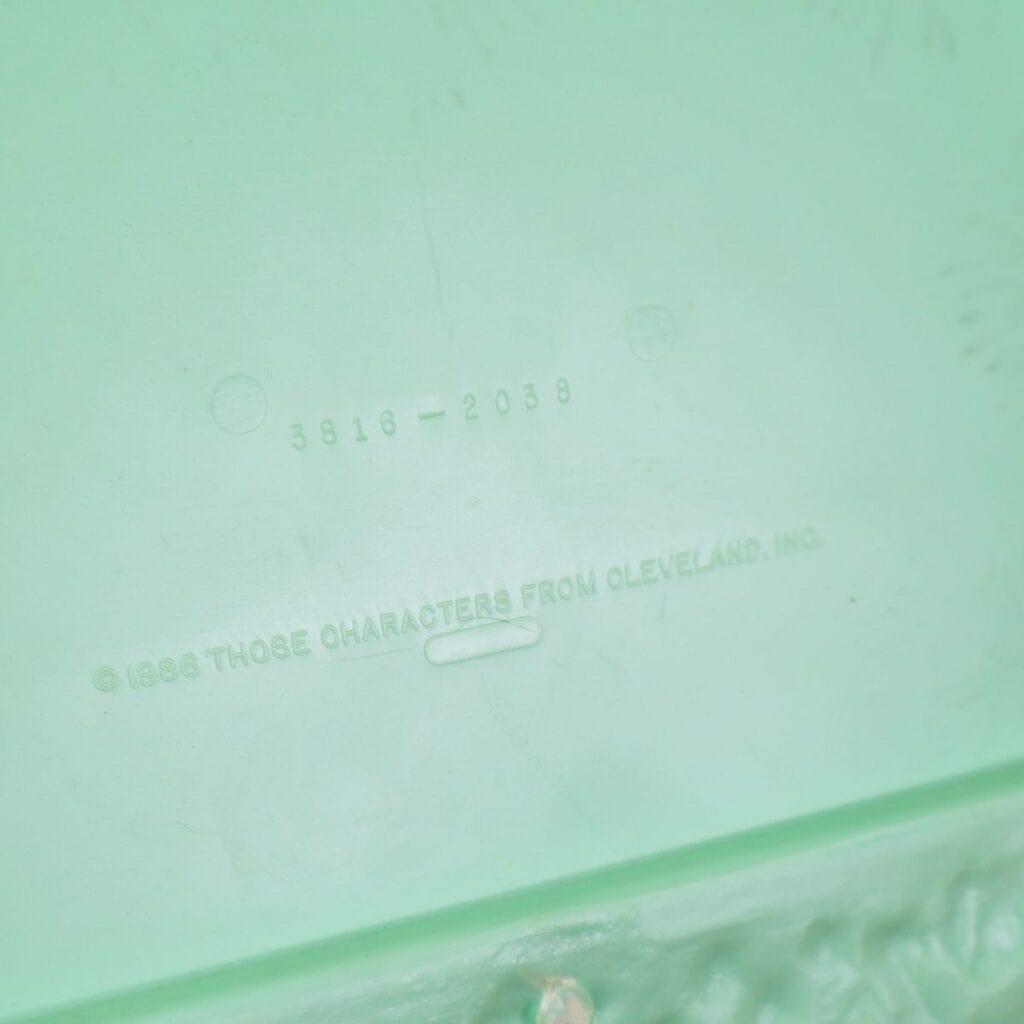 3816-2038
© 1986 THOSE CHARACTERS FROM CLEVELAND, INC.